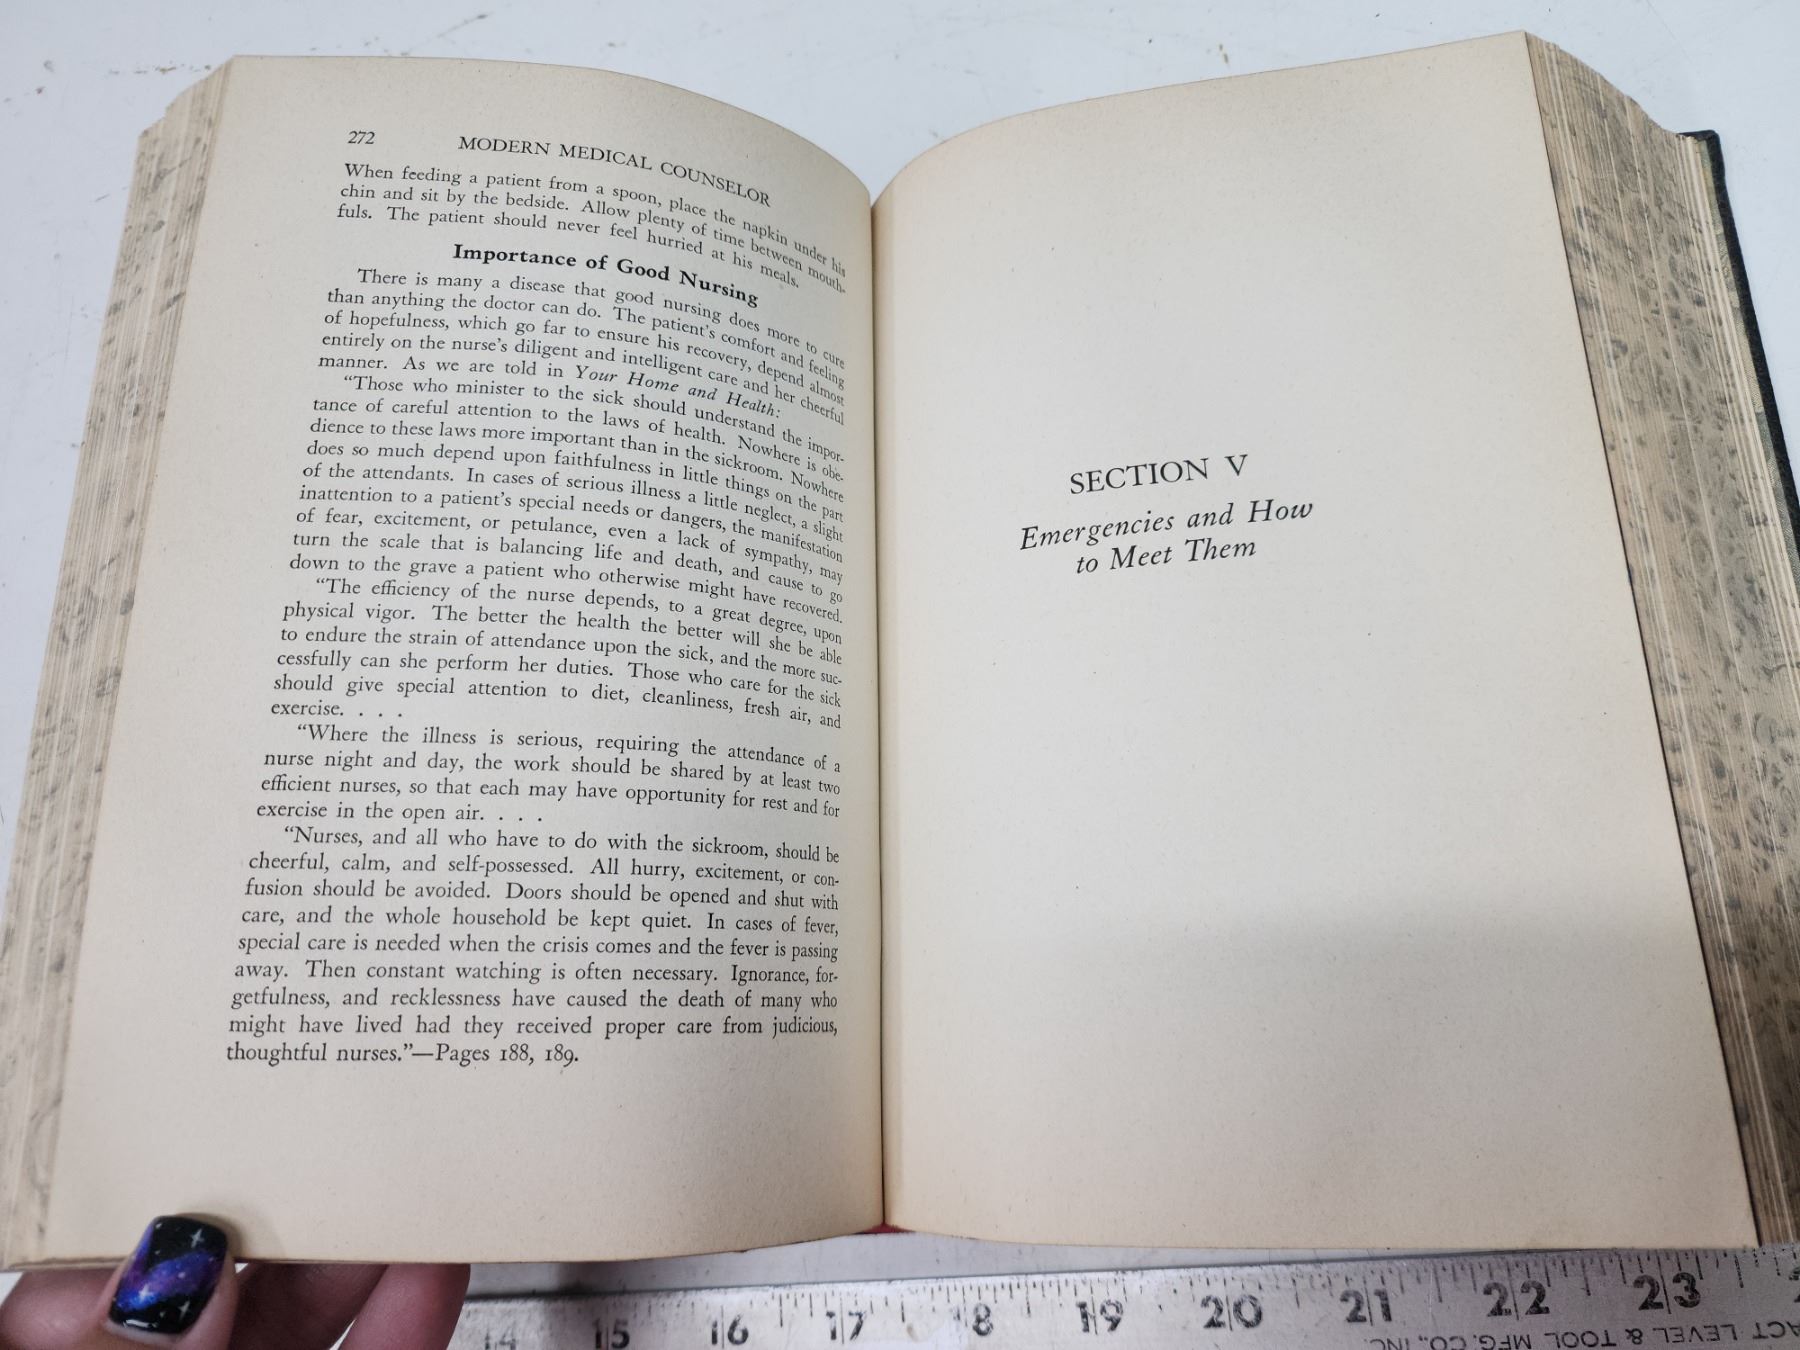 272 MODERN MEDICAL COUNSELOR
When feeding a patient from a spoon, place the napkin under his
chin and sit by the bedside. Allow plenty of time between mouth-
fuls. The patient should never feel hurried at his meals.
Importance of Good Nursing
There is many a disease that good nursing does more to cure
than anything the doctor can do. The patient's comfort and feeling
of hopefulness, which go far to ensure his recovery, depend almost
entirely on the nurse's diligent and intelligent care and her cheerful
manner. As we are told in Your Home and Health:
“Those who minister to the sick should understand the impor-
tance of careful attention to the laws of health. Nowhere is obe-
dience to these laws more important than in the sickroom. Nowhere
does so much depend upon faithfulness in little things on the part
of the attendants. In cases of serious illness a little neglect, a slight
inattention to a patient's special needs or dangers, the manifestation
of fear, excitement, or petulance, even a lack of sympathy, may
turn the scale that is balancing life and death, and cause to go
down to the grave a patient who otherwise might have recovered.
“The efficiency of the nurse depends, to a great degree, upon
physical vigor. The better the health the better will she be able
to endure the strain of attendance upon the sick, and the more suc-
cessfully can she perform her duties. Those who care for the sick
should give special attention to diet, cleanliness, fresh air, and
exercise. . . .
“Where the illness is serious, requiring the attendance of a
nurse night and day, the work should be shared by at least two
efficient nurses, so that each may have opportunity for rest and for
exercise in the open air. . . .
“Nurses, and all who have to do with the sickroom, should be
cheerful, calm, and self-possessed. All hurry, excitement, or con-
fusion should be avoided. Doors should be opened and shut with
care, and the whole household be kept quiet. In cases of fever,
special care is needed when the crisis comes and the fever is passing
away. Then constant watching is often necessary. Ignorance, for-
getfulness, and recklessness have caused the death of many who
might have lived had they received proper care from judicious,
thoughtful nurses.”—Pages 188, 189.
SECTION V
Emergencies and How
to Meet Them
14 15 16 17 18 19 20 21 22 23
ACT LEVEL & TOOL MFG. CO., INC.